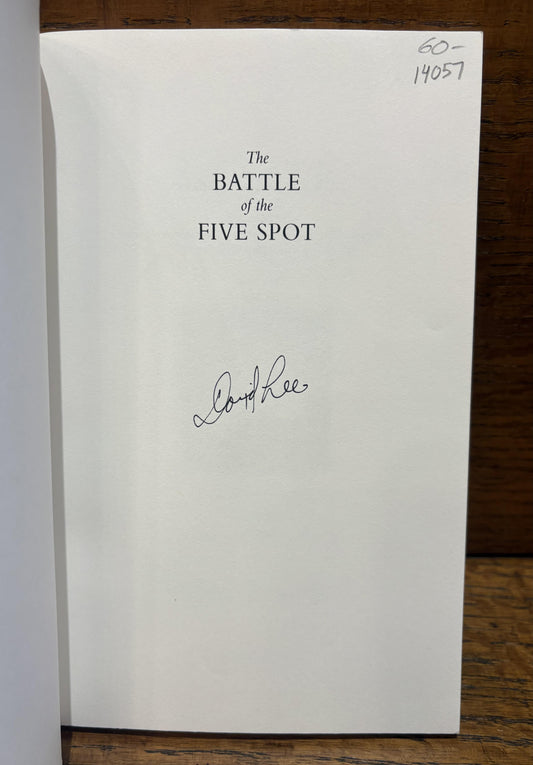 60-
14057
The
BATTLE
of the
FIVE SPOT
David Lee